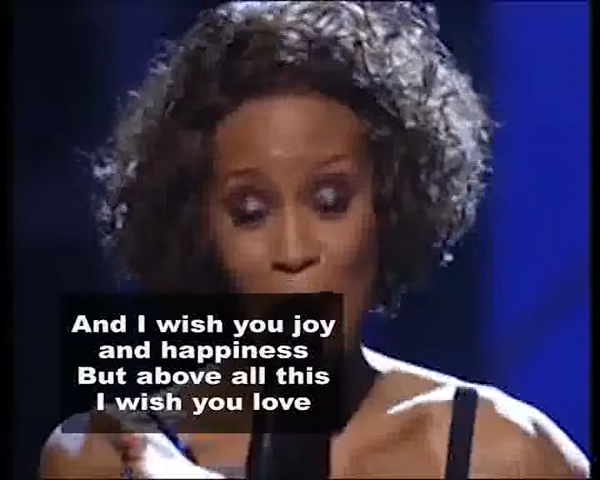 And I wish you joy
and happiness
But above all this
I wish you love